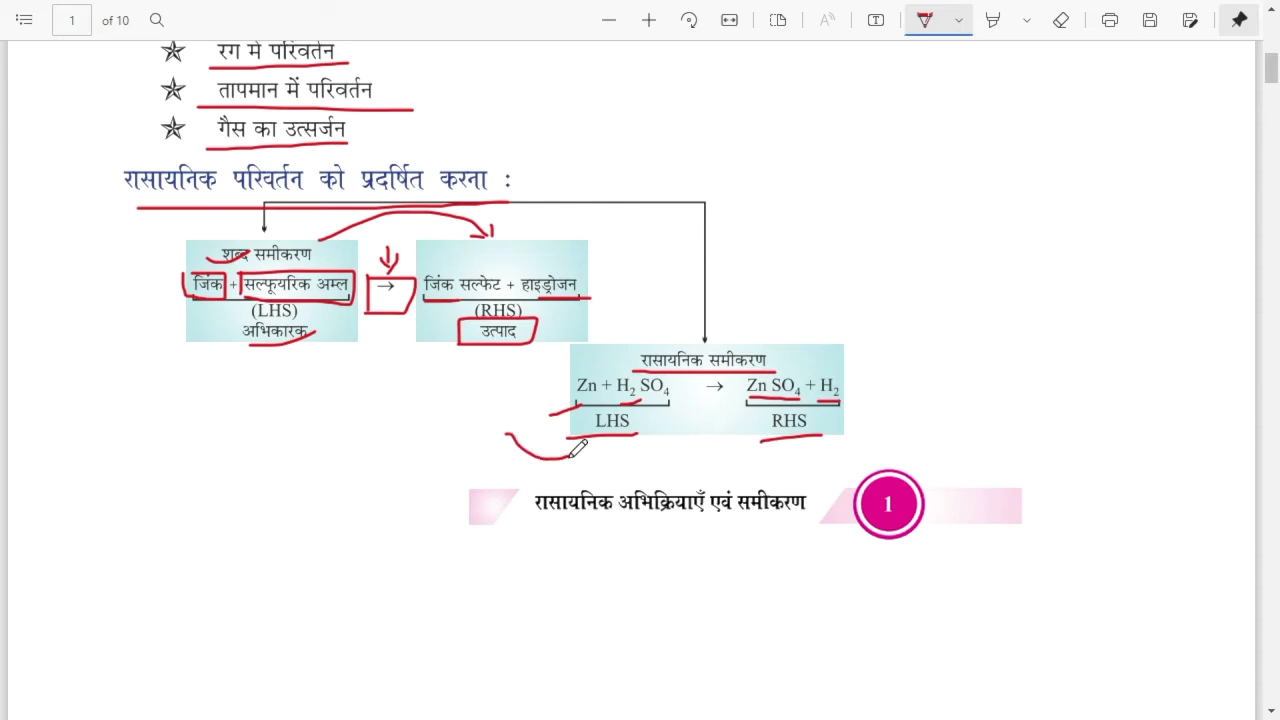 1 of 10
रंग में परिवर्तन
तापमान में परिवर्तन
गैस का उत्सर्जन
रासायनिक परिवर्तन को प्रदर्षित करना :
शब्द समीकरण
जिंक + सल्फूयरिक अम्ल → जिंक सल्फेट + हाइड्रोजन
(LHS) (RHS)
अभिकारक उत्पाद
रासायनिक समीकरण
Zn + H₂ SO₄ → Zn SO₄ + H₂
LHS RHS
रासायनिक अभिक्रियाएँ एवं समीकरण 1